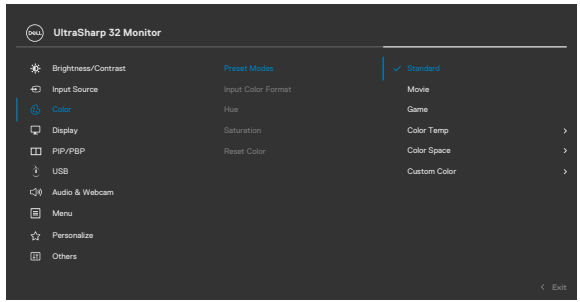 DELL UltraSharp 32 Monitor
Brightness/Contrast Preset Modes Standard
Input Source Input Color Format Movie
Color Hue Game
Display Saturation Color Temp
PIP/PBP Reset Color Color Space
USB Custom Color
Audio & Webcam
Menu
Personalize
Others
Exit